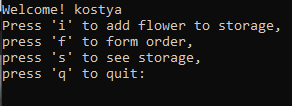 Welcome! kostya
Press 'i' to add flower to storage,
press 'f' to form order,
press 's' to see storage,
press 'q' to quit: